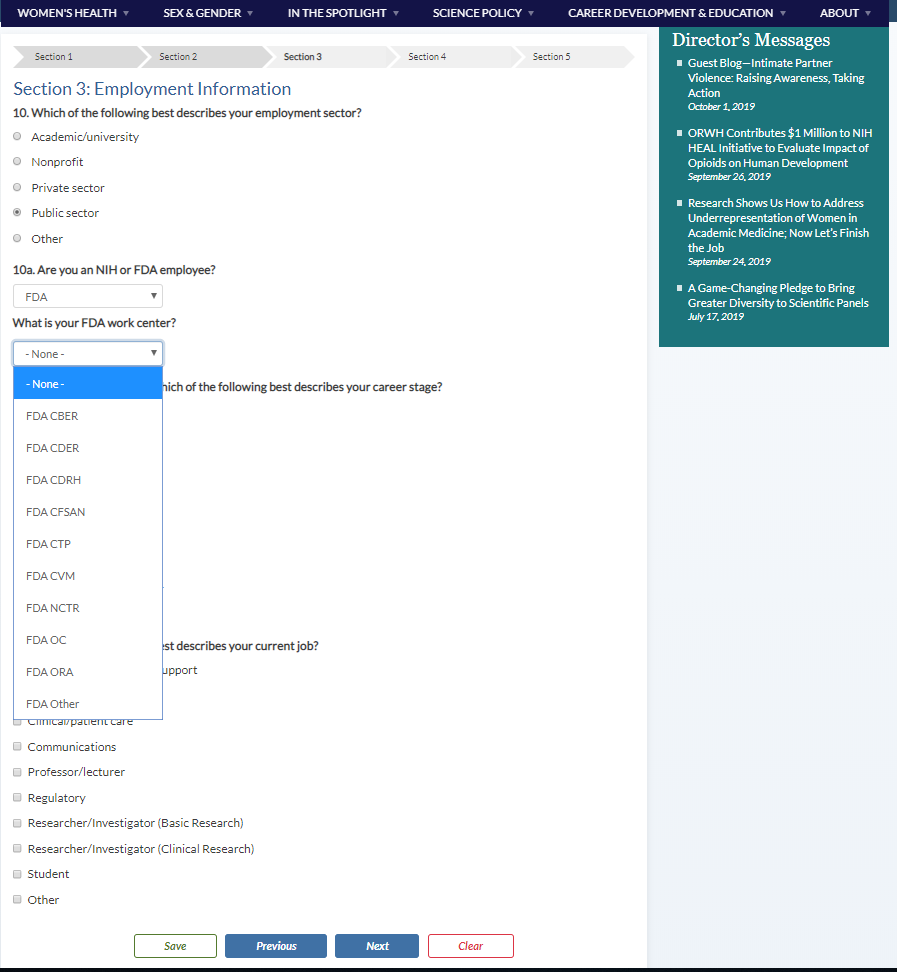 WOMEN'S HEALTH
SEX & GENDER
IN THE SPOTLIGHT
SCIENCE POLICY
CAREER DEVELOPMENT & EDUCATION
ABOUT
Section 1
Section 2
Section 3
Section 4
Section 5
Section 3: Employment Information
10. Which of the following best describes your employment sector?
Academic/university
Nonprofit
Private sector
Public sector
Other
10a. Are you an NIH or FDA employee?
FDA
What is your FDA work center?
- None -
- None -
hich of the following best describes your career stage?
FDA CBER
FDA CDER
FDA CDRH
FDA CFSAN
FDA CTP
FDA CVM
FDA NCTR
FDA OC
st describes your current job?
FDA ORA
upport
FDA Other
Clinical/patient care
Communications
Professor/lecturer
Regulatory
Researcher/Investigator (Basic Research)
Researcher/Investigator (Clinical Research)
Student
Other
Save
Previous
Next
Clear
Director's Messages
Guest Blog—Intimate Partner
Violence: Raising Awareness, Taking
Action
October 1, 2019
ORWH Contributes $1 Million to NIH
HEAL Initiative to Evaluate Impact of
Opioids on Human Development
September 26, 2019
Research Shows Us How to Address
Underrepresentation of Women in
Academic Medicine; Now Let's Finish
the Job
September 24, 2019
A Game-Changing Pledge to Bring
Greater Diversity to Scientific Panels
July 17, 2019